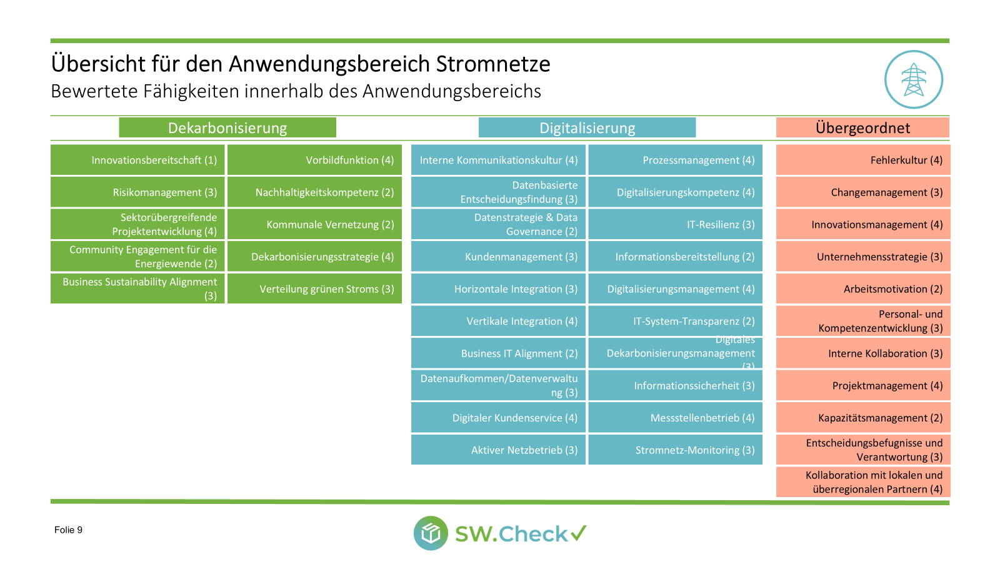 Übersicht für den Anwendungsbereich Stromnetze
Bewertete Fähigkeiten innerhalb des Anwendungsbereichs
Dekarbonisierung
Innovationsbereitschaft (1)
Vorbildfunktion (4)
Risikomanagement (3)
Nachhaltigkeitskompetenz (2)
Sektorübergreifende
Projektentwicklung (4)
Kommunale Vernetzung (2)
Community Engagement für die
Energiewende (2)
Dekarbonisierungsstrategie (4)
Business Sustainability Alignment
(3)
Verteilung grünen Stroms (3)
Digitalisierung
Interne Kommunikationskultur (4)
Prozessmanagement (4)
Datenbasierte
Entscheidungsfindung (3)
Digitalisierungskompetenz (4)
Datenstrategie & Data
Governance (2)
IT-Resilienz (3)
Kundenmanagement (3)
Informationsbereitstellung (2)
Horizontale Integration (3)
Digitalisierungsmanagement (4)
Vertikale Integration (4)
IT-System-Transparenz (2)
Business IT Alignment (2)
Digitales
Dekarbonisierungsmanagement
(3)
Datenaufkommen/Datenverwaltu
ng (3)
Informationssicherheit (3)
Digitaler Kundenservice (4)
Messstellenbetrieb (4)
Aktiver Netzbetrieb (3)
Stromnetz-Monitoring (3)
Übergeordnet
Fehlerkultur (4)
Changemanagement (3)
Innovationsmanagement (4)
Unternehmensstrategie (3)
Arbeitsmotivation (2)
Personal- und
Kompetenzentwicklung (3)
Interne Kollaboration (3)
Projektmanagement (4)
Kapazitätsmanagement (2)
Entscheidungsbefugnisse und
Verantwortung (3)
Kollaboration mit lokalen und
überregionalen Partnern (4)
Folie 9
SW.Check